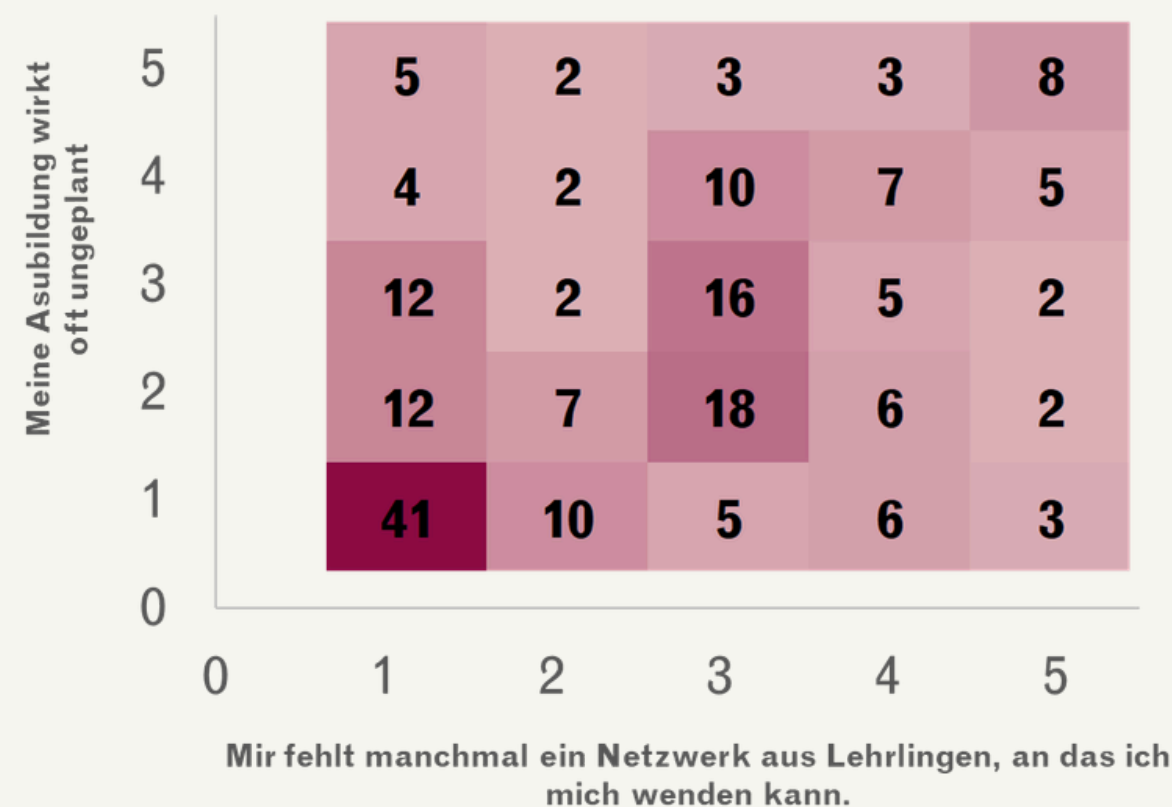 Meine Asubildung wirkt
oft ungeplant
5 5 2 3 3 8
4 4 2 10 7 5
3 12 2 16 5 2
2 12 7 18 6 2
1 41 10 5 6 3
0
0 1 2 3 4 5
Mir fehlt manchmal ein Netzwerk aus Lehrlingen, an das ich
mich wenden kann.